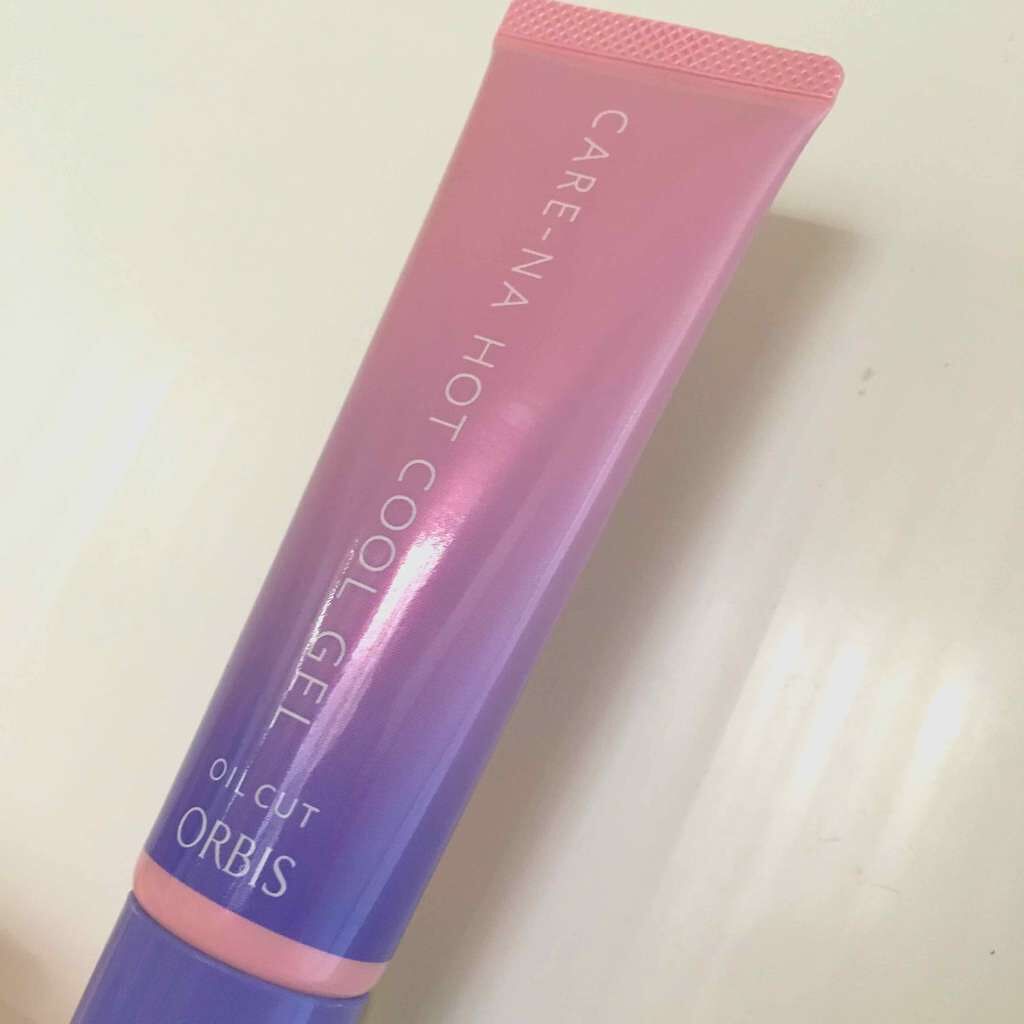 CARE-NA HOT COOL GEL
OIL CUT
ORBIS